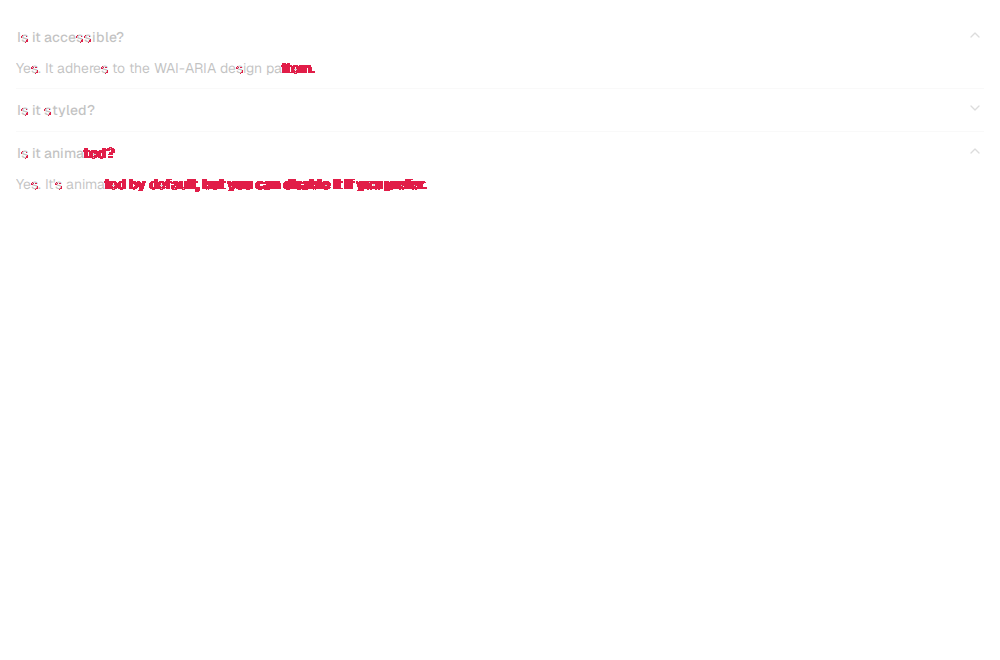 Is it accessible?
Yes. It adheres to the WAI-ARIA design pattern.
Is it styled?
Is it animated?
Yes. It's animated by default, but you can disable it if you prefer.